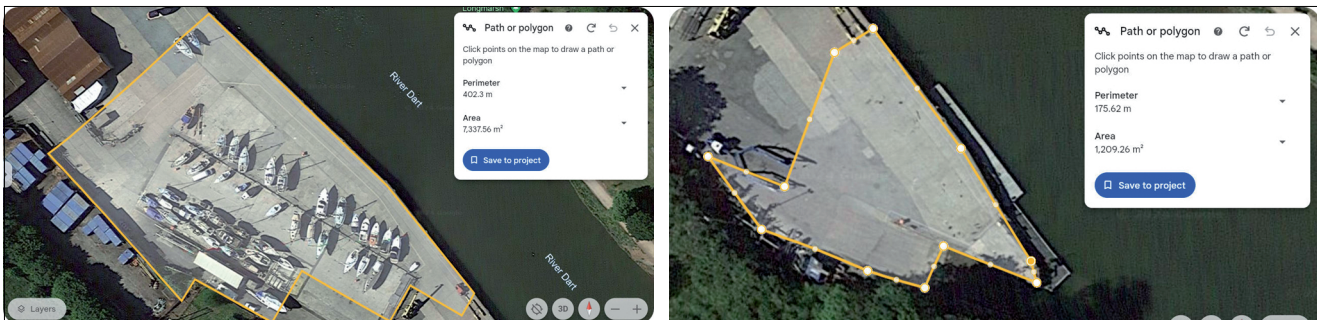 Longmarsh
River Dart
River Dart
Path or polygon
Click points on the map to draw a path or
polygon
Perimeter
402.3 m
Area
7,337.56 m²
Save to project
Layers
3D
Path or polygon
Click points on the map to draw a path or
polygon
Perimeter
175.62 m
Area
1,209.26 m²
Save to project